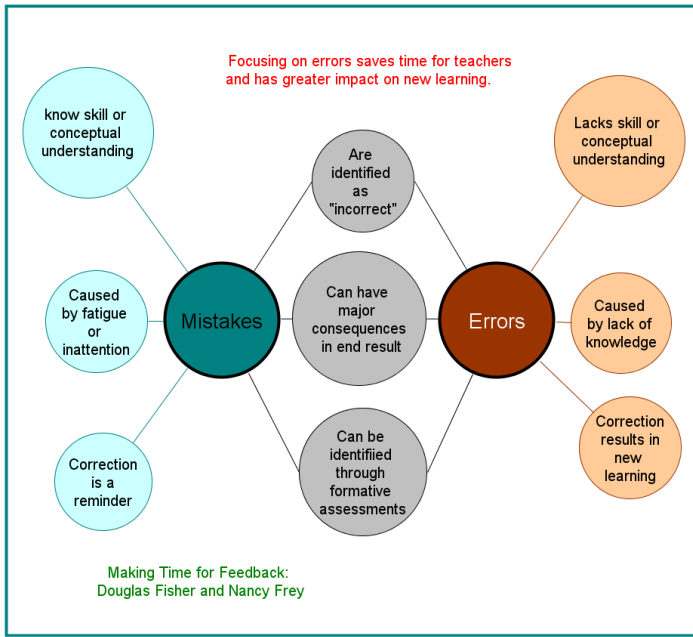 Focusing on errors saves time for teachers
and has greater impact on new learning.
know skill or
conceptual
understanding
Caused
by fatigue
or
inattention
Correction
is a
reminder
Mistakes
Are
identified
as
"incorrect"
Can have
major
consequences
in end result
Can be
identifiied
through
formative
assessments
Errors
Lacks skill or
conceptual
understanding
Caused
by lack of
knowledge
Correction
results in
new
learning
Making Time for Feedback:
Douglas Fisher and Nancy Frey